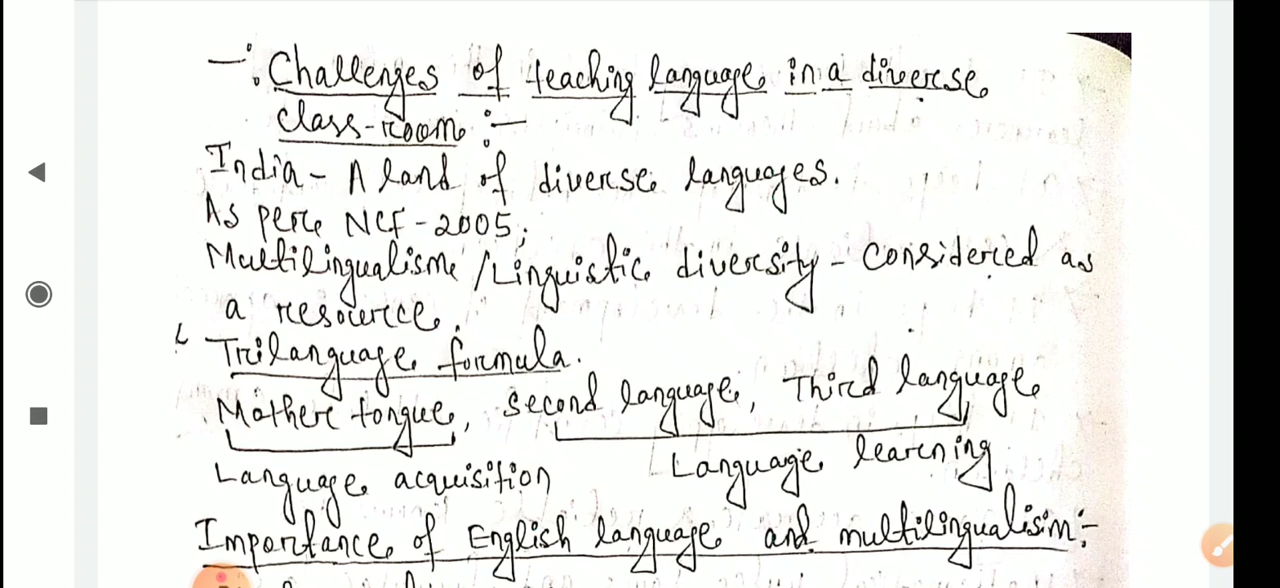 -: Challenges of teaching language in a diverse
class-room :-
India - A land of diverse languages.
As per NCF-2005,
Multilingualism / Linguistic diversity - Considered as
a resource.
Trilanguage formula.
Mother tongue, Second language, Third language
Language acquisition Language learning
Importance of English language and multilingualism:-